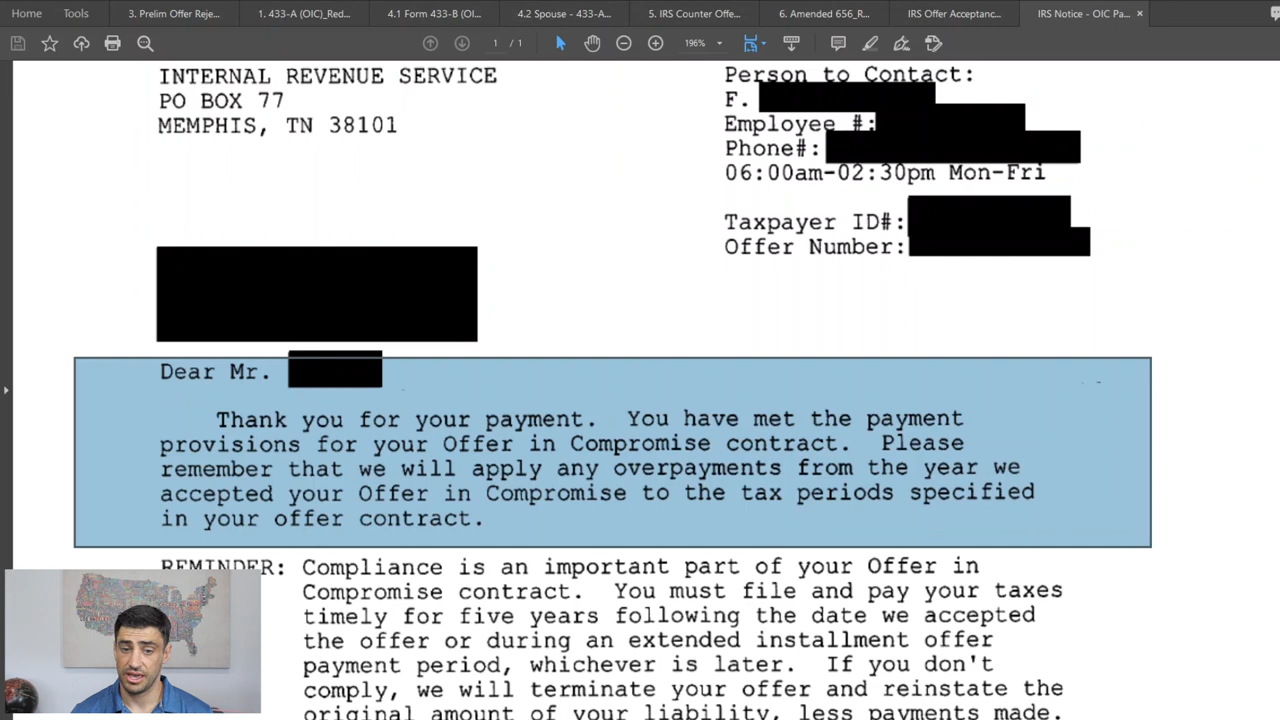 Home Tools 3. Prelim Offer Reje... 1. 433-A (OIC)_Red... 4.1 Form 433-B (OI... 4.2 Spouse - 433-A... 5. IRS Counter Offe... 6. Amended 656_R... IRS Offer Acceptanc... IRS Notice - OIC Pa... ×
1 / 1 196%
INTERNAL REVENUE SERVICE
PO BOX 77
MEMPHIS, TN 38101
Person to Contact:
F.
Employee #:
Phone#:
06:00am-02:30pm Mon-Fri
Taxpayer ID#:
Offer Number:
Dear Mr.
Thank you for your payment. You have met the payment
provisions for your Offer in Compromise contract. Please
remember that we will apply any overpayments from the year we
accepted your Offer in Compromise to the tax periods specified
in your offer contract.
REMINDER: Compliance is an important part of your Offer in
Compromise contract. You must file and pay your taxes
timely for five years following the date we accepted
the offer or during an extended installment offer
payment period, whichever is later. If you don't
comply, we will terminate your offer and reinstate the
original amount of your liability, less payments made.